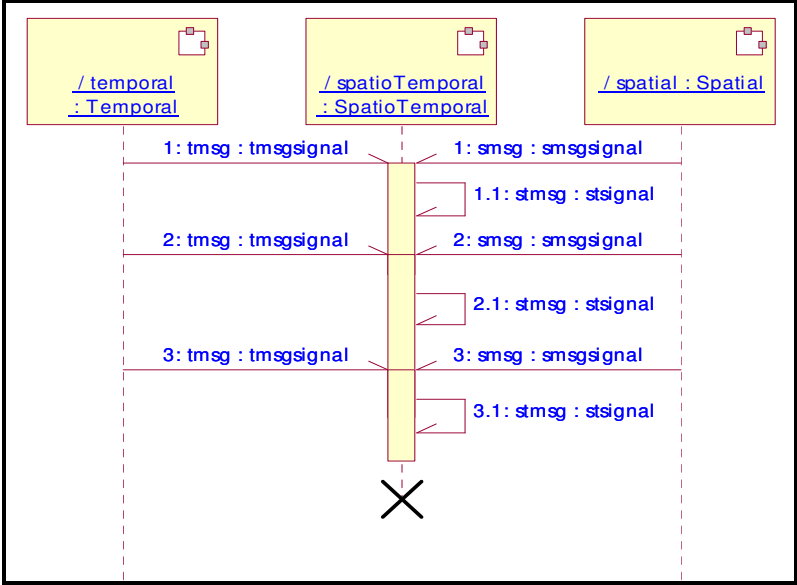 / temporal
: Temporal
/ spatioTemporal
: SpatioTemporal
/ spatial : Spatial
1: tmsg : tmsgsignal
1: smsg : smsgsignal
1.1: stmsg : stsignal
2: tmsg : tmsgsignal
2: smsg : smsgsignal
2.1: stmsg : stsignal
3: tmsg : tmsgsignal
3: smsg : smsgsignal
3.1: stmsg : stsignal